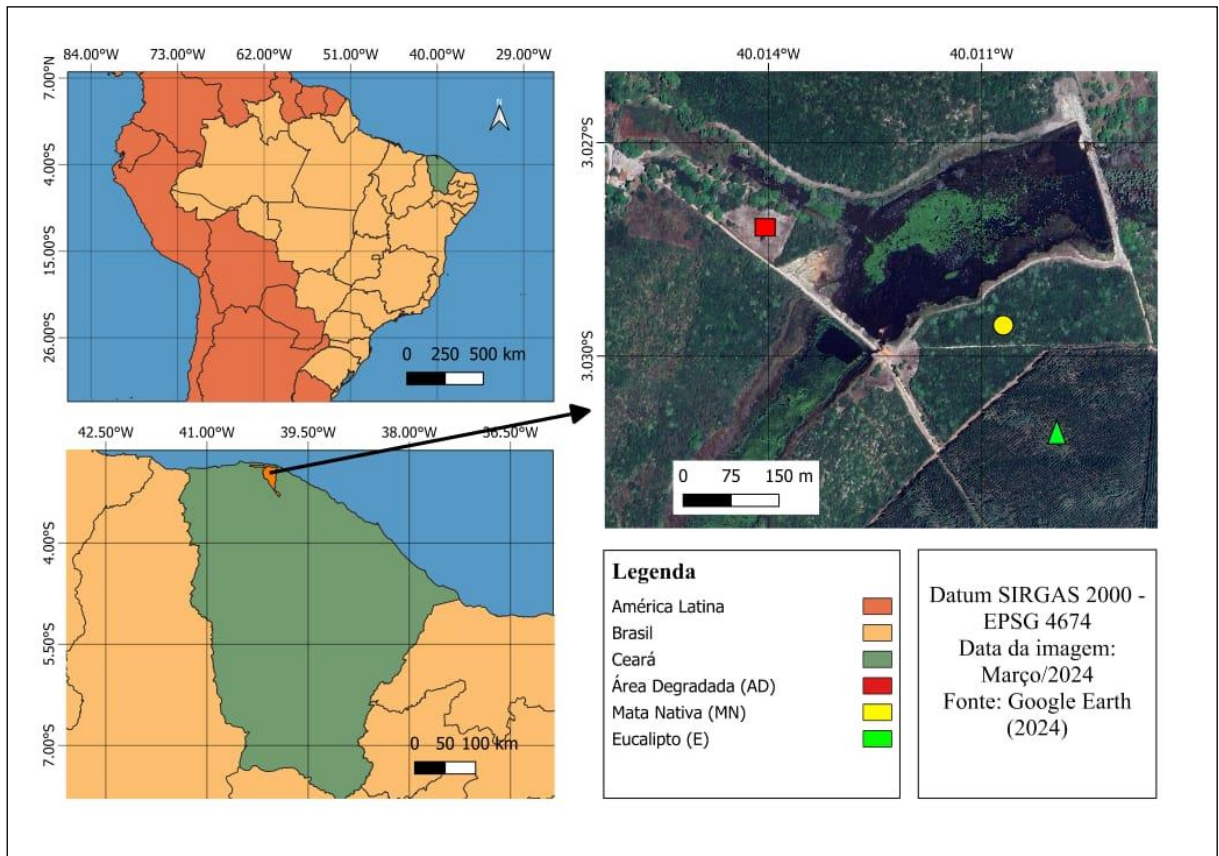 84.00°W 73.00°W 62.00°W 51.00°W 40.00°W 29.00°W
7.00°N
4.00°S
15.00°S
26.00°S
N
0 250 500 km
42.50°W 41.00°W 39.50°W 38.00°W 36.50°W
4.00°S
5.50°S
7.00°S
0 50 100 km
40.014°W 40.011°W
3.027°S
3.030°S
0 75 150 m
Legenda
América Latina
Brasil
Ceará
Área Degradada (AD)
Mata Nativa (MN)
Eucalipto (E)
Datum SIRGAS 2000 -
EPSG 4674
Data da imagem:
Março/2024
Fonte: Google Earth
(2024)